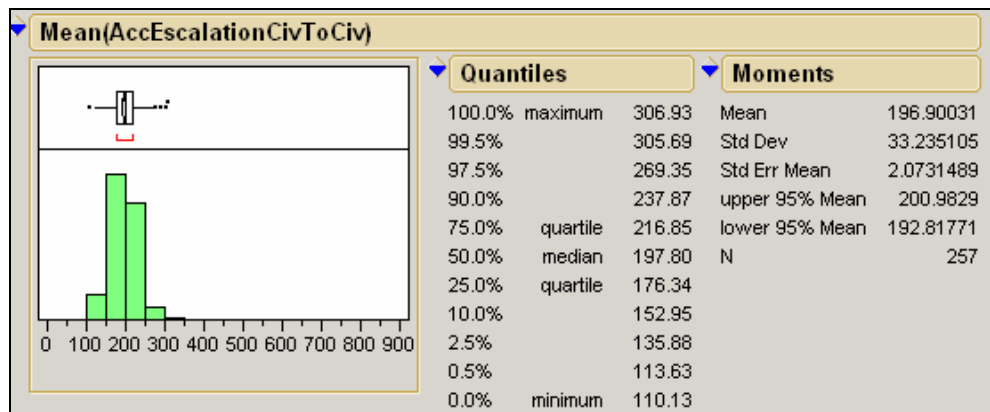 Mean(AccEscalationCivToCiv)
0 100 200 300 400 500 600 700 800 900
Quantiles
100.0% maximum 306.93
99.5% 305.69
97.5% 269.35
90.0% 237.87
75.0% quartile 216.85
50.0% median 197.80
25.0% quartile 176.34
10.0% 152.95
2.5% 135.88
0.5% 113.63
0.0% minimum 110.13
Moments
Mean 196.90031
Std Dev 33.235105
Std Err Mean 2.0731489
upper 95% Mean 200.9829
lower 95% Mean 192.81771
N 257